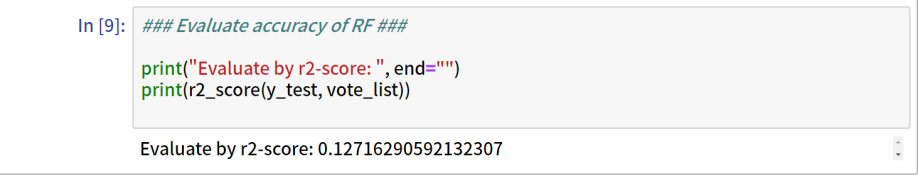 In [9]:
### Evaluate accuracy of RF ###
print("Evaluate by r2-score: ", end="")
print(r2_score(y_test, vote_list))
Evaluate by r2-score: 0.12716290592132307